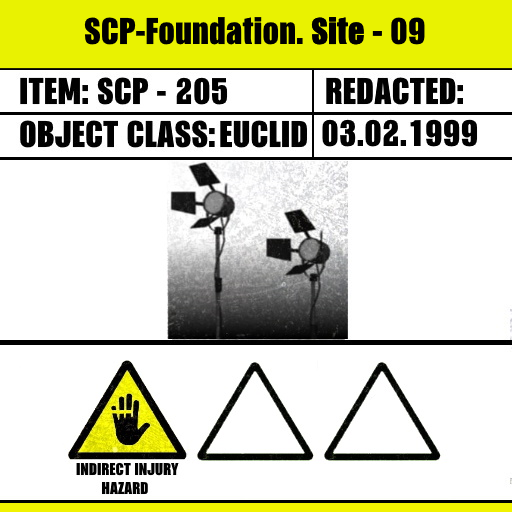 SCP-Foundation. Site - 09
ITEM: SCP - 205
REDACTED:
OBJECT CLASS: EUCLID
03.02.1999
INDIRECT INJURY
HAZARD